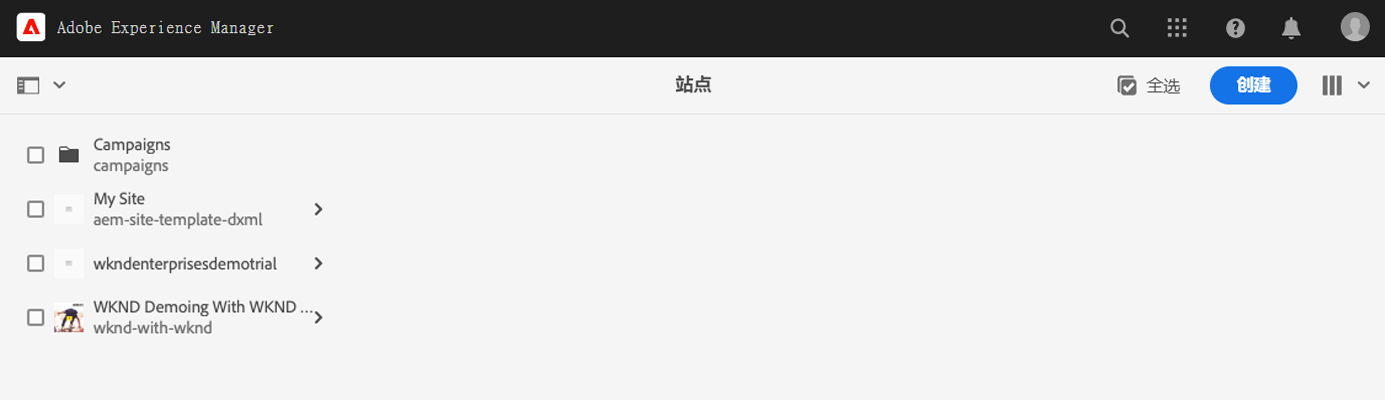 Adobe Experience Manager
站点
全选
创建
Campaigns
campaigns
My Site
aem-site-template-dxml
wkndenterprisesdemotrial
WKND Demoing With WKND ...
wknd-with-wknd